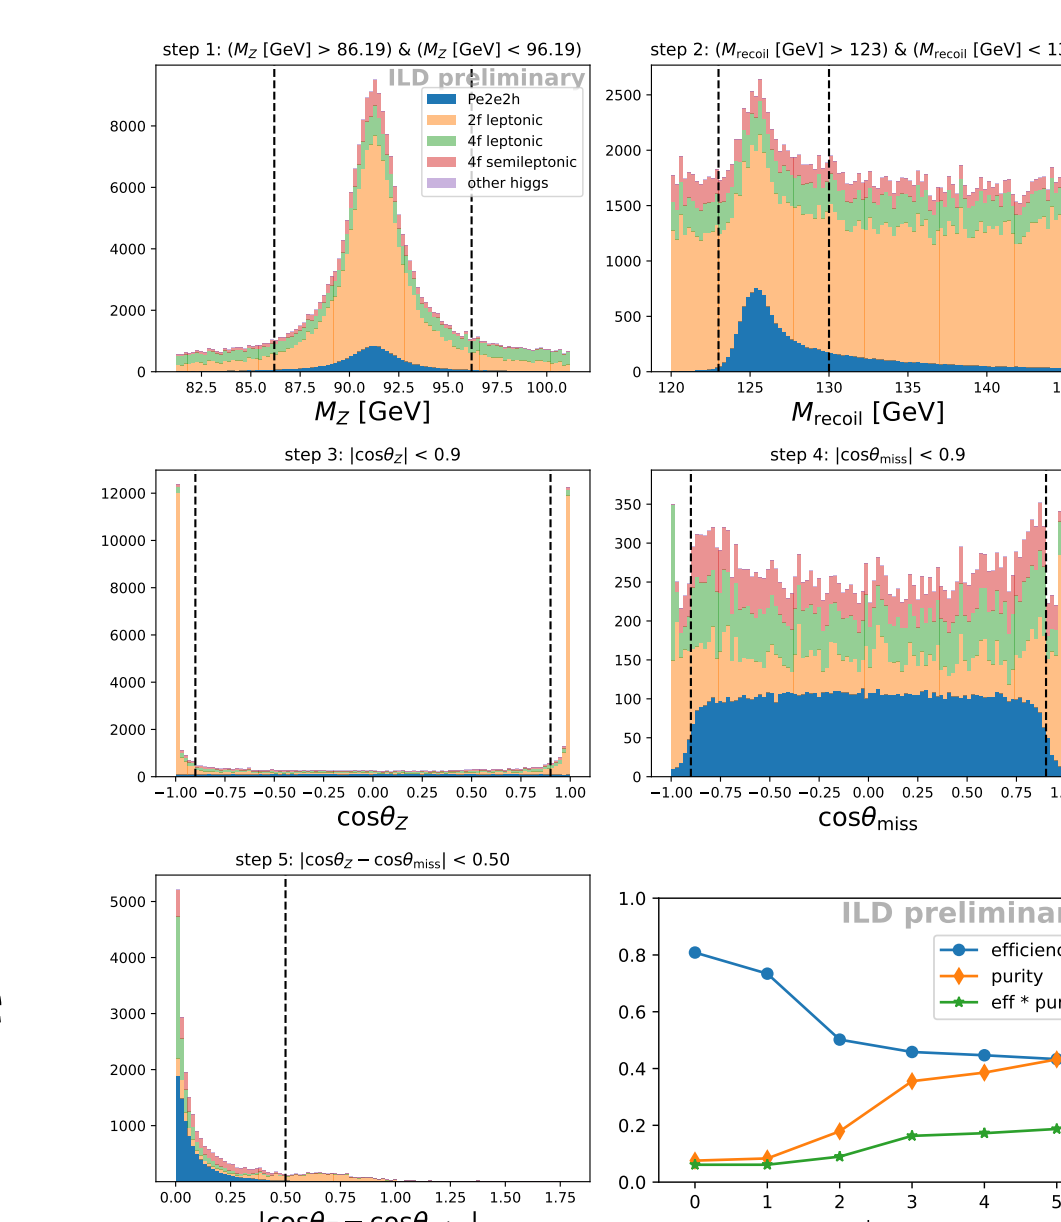 step 1: (M_Z [GeV] > 86.19) & (M_Z [GeV] < 96.19)
ILD preliminary
Pe2e2h
2f leptonic
4f leptonic
4f semileptonic
other higgs
8000
6000
4000
2000
0
82.5 85.0 87.5 90.0 92.5 95.0 97.5 100.0
M_Z [GeV]
step 2: (M_recoil [GeV] > 123) & (M_recoil [GeV] < 13
2500
2000
1500
1000
500
0
120 125 130 135 140
M_recoil [GeV]
step 3: |cosθ_Z| < 0.9
12000
10000
8000
6000
4000
2000
0
−1.00 −0.75 −0.50 −0.25 0.00 0.25 0.50 0.75 1.00
cosθ_Z
step 4: |cosθ_miss| < 0.9
350
300
250
200
150
100
50
0
−1.00 −0.75 −0.50 −0.25 0.00 0.25 0.50 0.75
cosθ_miss
step 5: |cosθ_Z − cosθ_miss| < 0.50
5000
4000
3000
2000
1000
0.00 0.25 0.50 0.75 1.00 1.25 1.50 1.75
ILD preliminar
efficienc
purity
eff * pur
1.0
0.8
0.6
0.4
0.2
0.0
0 1 2 3 4 5